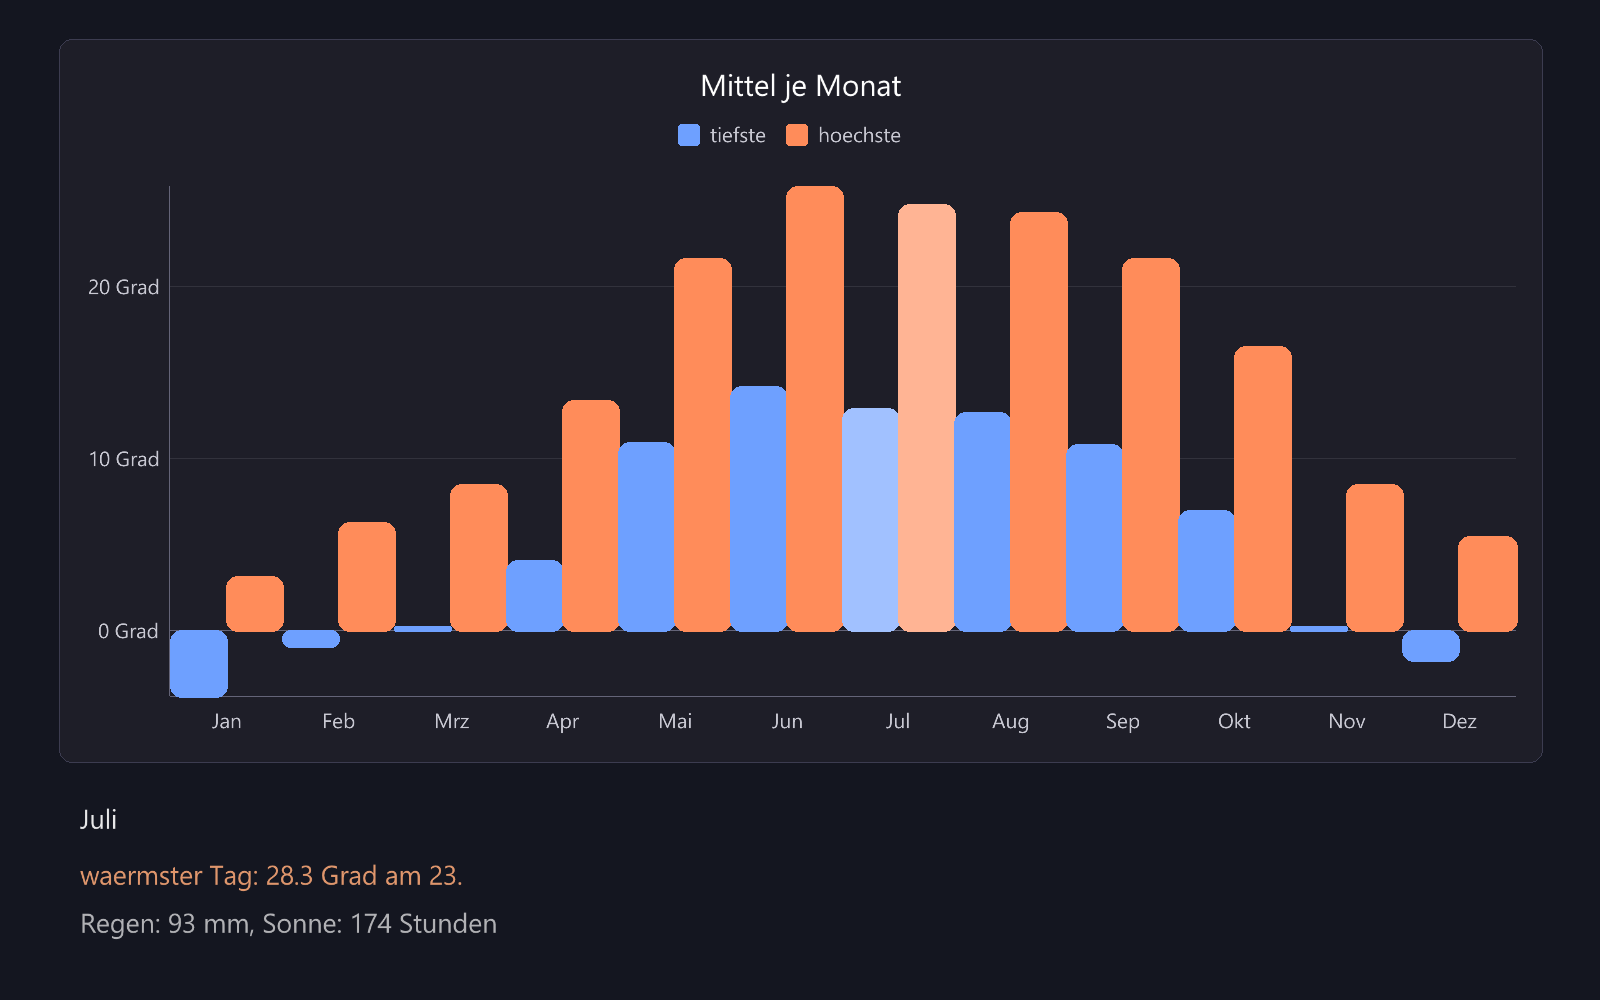 Mittel je Monat
tiefste hoechste
20 Grad
10 Grad
0 Grad
Jan Feb Mrz Apr Mai Jun Jul Aug Sep Okt Nov Dez
Juli
waermster Tag: 28.3 Grad am 23.
Regen: 93 mm, Sonne: 174 Stunden